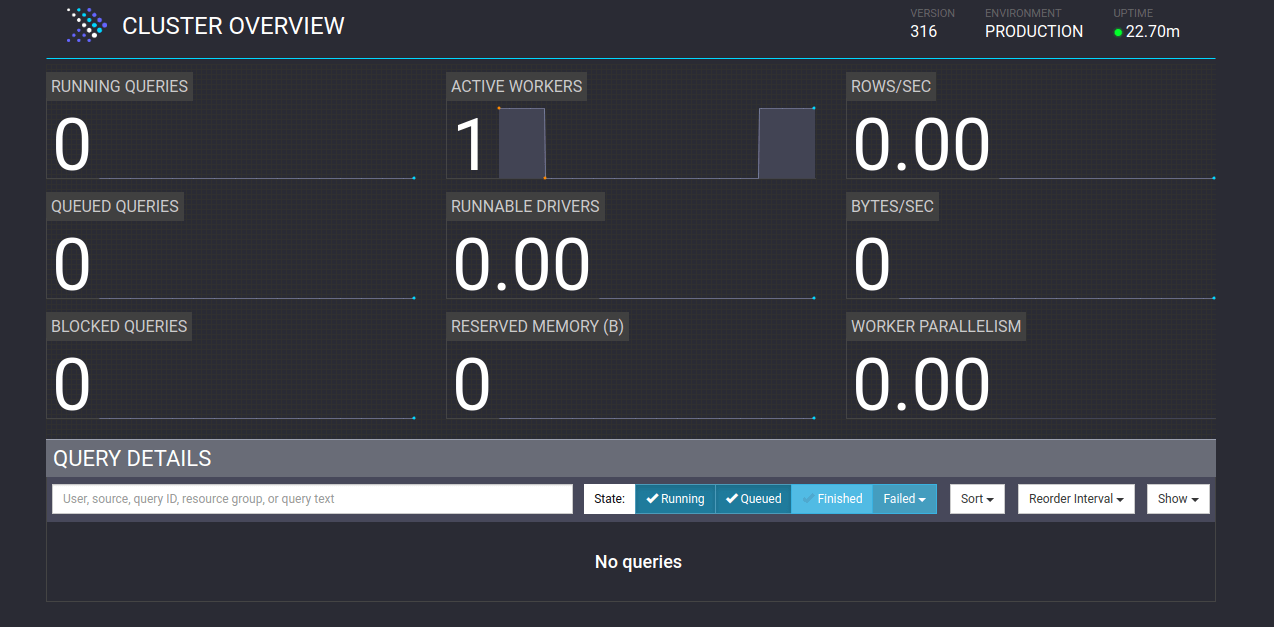 CLUSTER OVERVIEW
VERSION
316
ENVIRONMENT
PRODUCTION
UPTIME
22.70m
RUNNING QUERIES
0
ACTIVE WORKERS
1
ROWS/SEC
0.00
QUEUED QUERIES
0
RUNNABLE DRIVERS
0.00
BYTES/SEC
0
BLOCKED QUERIES
0
RESERVED MEMORY (B)
0
WORKER PARALLELISM
0.00
QUERY DETAILS
User, source, query ID, resource group, or query text
State: Running Queued Finished Failed Sort Reorder Interval Show
No queries